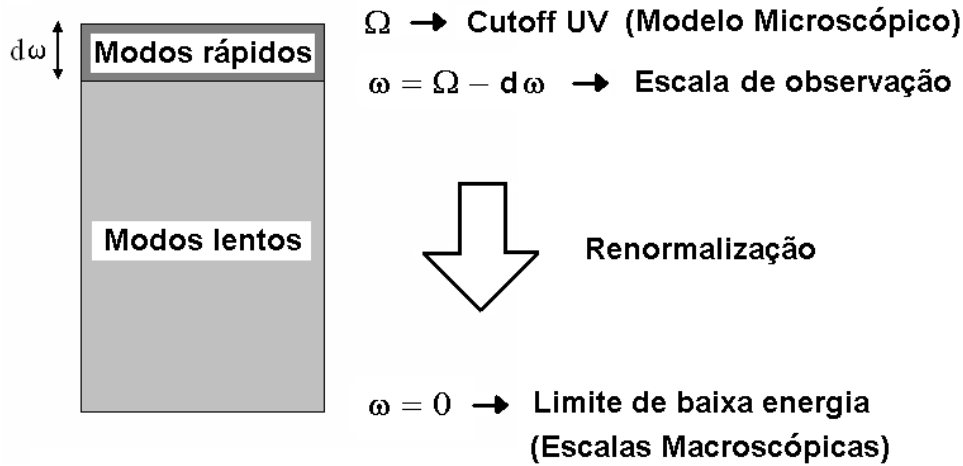 Ω → Cutoff UV (Modelo Microscópico)
dω
Modos rápidos
ω = Ω − dω → Escala de observação
Modos lentos
Renormalização
ω = 0 → Limite de baixa energia
(Escalas Macroscópicas)